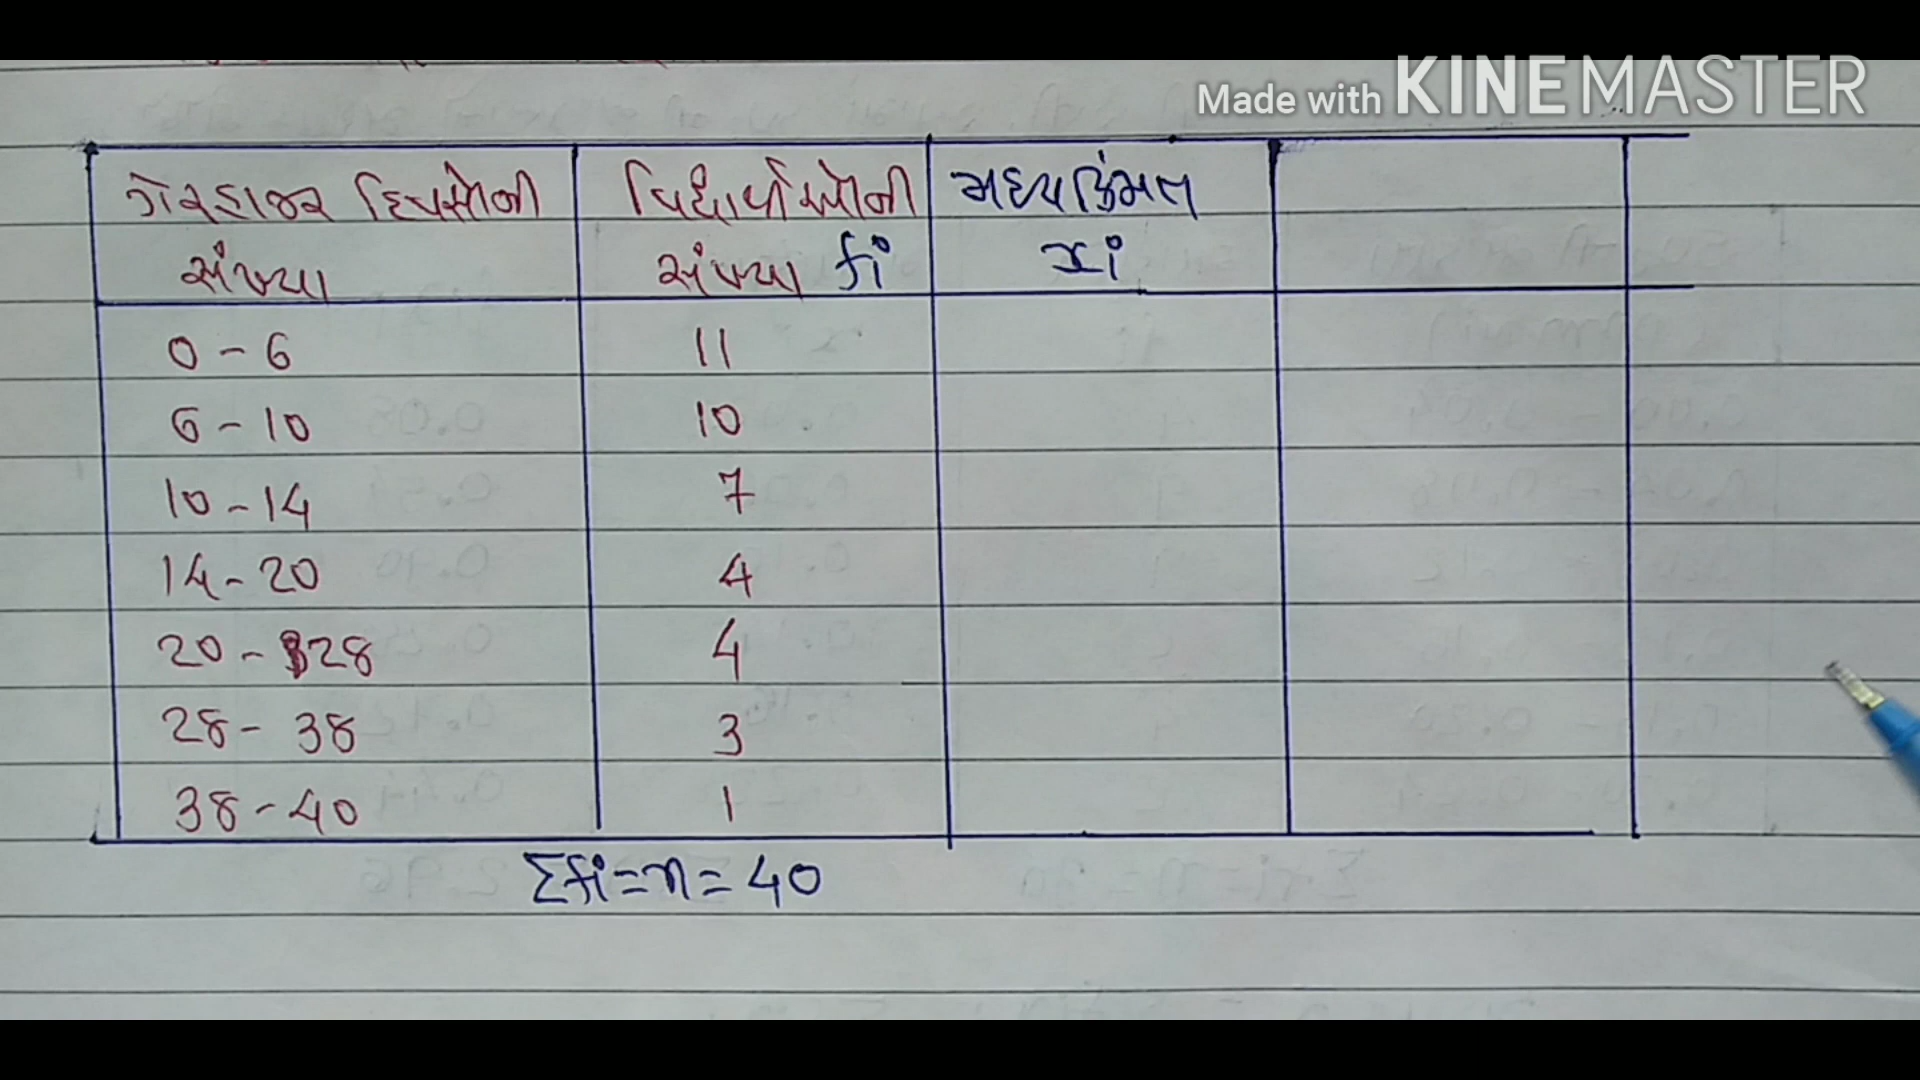 Made with KINEMASTER
ગેરહાજર દિવસોની વિદ્યાર્થીઓની મધ્યકિંમત
સંખ્યા સંખ્યા fi xi
0 - 6 11
6 - 10 10
10 - 14 7
14 - 20 4
20 - 28 4
28 - 38 3
38 - 40 1
Σfi = n = 40